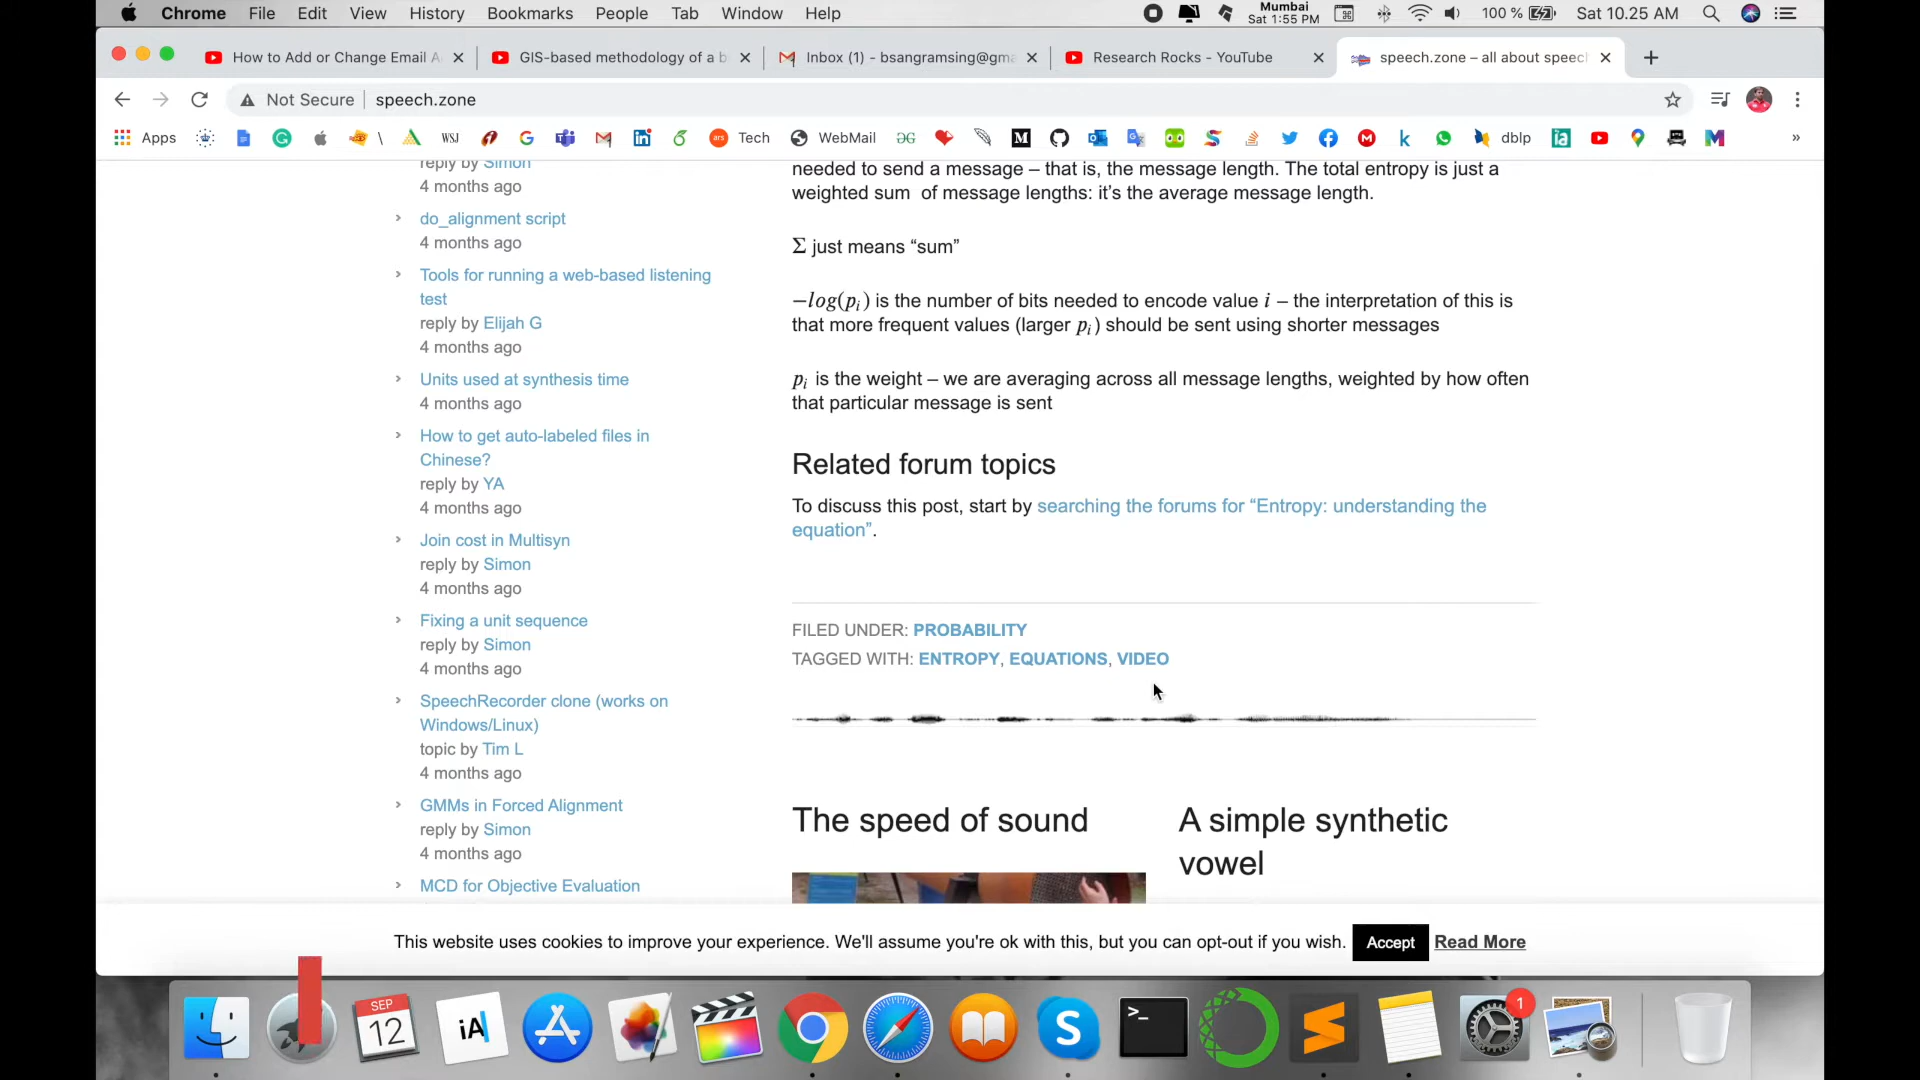 Chrome File Edit View History Bookmarks People Tab Window Help
Mumbai
Sat 1:55 PM
100 %
Sat 10.25 AM
How to Add or Change Email A
GIS-based methodology of a b
Inbox (1) - bsangramsing@gma
Research Rocks - YouTube
speech.zone – all about speec
Not Secure
speech.zone
Apps
WSJ
ars
Tech
WebMail
dblp
reply by Simon
4 months ago
do_alignment script
4 months ago
Tools for running a web-based listening
test
reply by Elijah G
4 months ago
Units used at synthesis time
4 months ago
How to get auto-labeled files in
Chinese?
reply by YA
4 months ago
Join cost in Multisyn
reply by Simon
4 months ago
Fixing a unit sequence
reply by Simon
4 months ago
SpeechRecorder clone (works on
Windows/Linux)
topic by Tim L
4 months ago
GMMs in Forced Alignment
reply by Simon
4 months ago
MCD for Objective Evaluation
needed to send a message – that is, the message length. The total entropy is just a
weighted sum of message lengths: it's the average message length.
Σ just means “sum”
−log(pᵢ) is the number of bits needed to encode value i – the interpretation of this is
that more frequent values (larger pᵢ) should be sent using shorter messages
pᵢ is the weight – we are averaging across all message lengths, weighted by how often
that particular message is sent
Related forum topics
To discuss this post, start by searching the forums for “Entropy: understanding the
equation”.
FILED UNDER: PROBABILITY
TAGGED WITH: ENTROPY, EQUATIONS, VIDEO
The speed of sound
A simple synthetic
vowel
This website uses cookies to improve your experience. We'll assume you're ok with this, but you can opt-out if you wish.
Accept
Read More
SEP
12
iA
S
>_
1